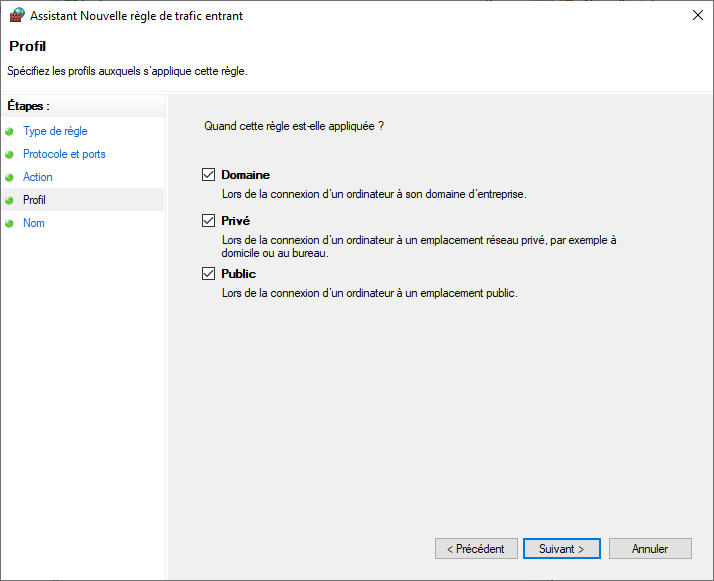 Assistant Nouvelle règle de trafic entrant
Profil
Spécifiez les profils auxquels s'applique cette règle.
Étapes :
Type de règle
Protocole et ports
Action
Profil
Nom
Quand cette règle est-elle appliquée ?
Domaine
Lors de la connexion d'un ordinateur à son domaine d'entreprise.
Privé
Lors de la connexion d'un ordinateur à un emplacement réseau privé, par exemple à
domicile ou au bureau.
Public
Lors de la connexion d'un ordinateur à un emplacement public.
< Précédent
Suivant >
Annuler